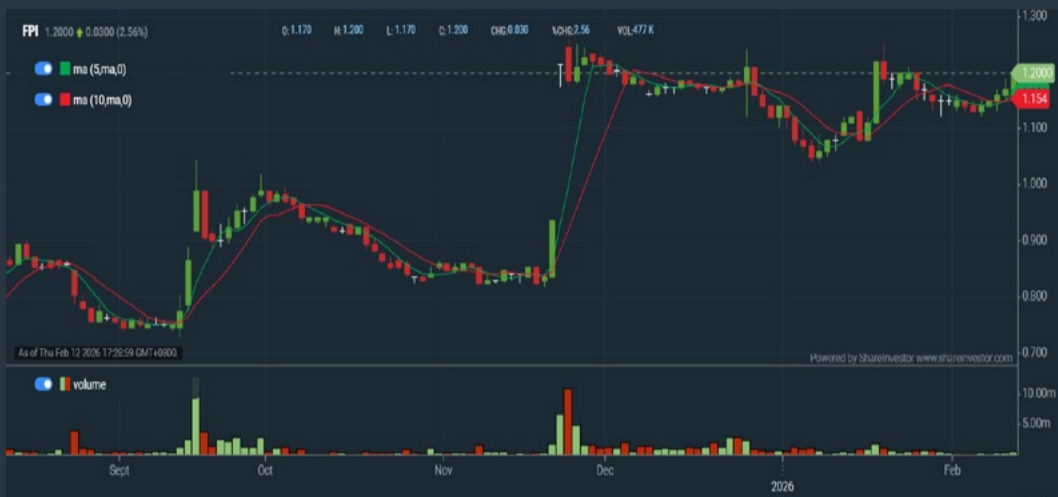 FPI 1.2000 0.0300 (2.56%) O: 1.170 H: 1.200 L: 1.170 C: 1.200 CHG:0.030 %CHG:2.56 VOL:477 K
ma (5,ma,0)
ma (10,ma,0)
1.300
1.2000
1.154
1.100
1.000
0.900
0.800
0.700
As of Thu Feb 12 2026 17:28:59 GMT+0800.
Powered by ShareInvestor www.shareinvestor.com
volume
10.00m
5.00m
Sept Oct Nov Dec Feb
2026